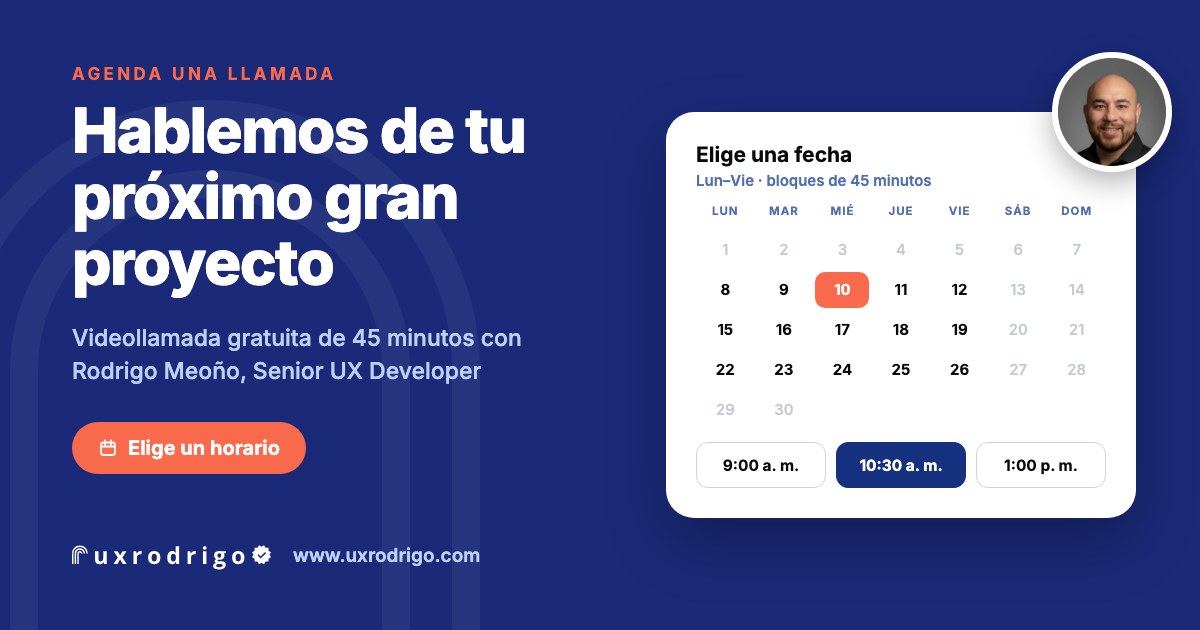 AGENDA UNA LLAMADA
Hablemos de tu
próximo gran
proyecto
Videollamada gratuita de 45 minutos con
Rodrigo Meoño, Senior UX Developer
Elige un horario
uxrodrigo
www.uxrodrigo.com
Elige una fecha
Lun–Vie · bloques de 45 minutos
LUN MAR MIÉ JUE VIE SÁB DOM
1 2 3 4 5 6 7
8 9 10 11 12 13 14
15 16 17 18 19 20 21
22 23 24 25 26 27 28
29 30
9:00 a. m. 10:30 a. m. 1:00 p. m.